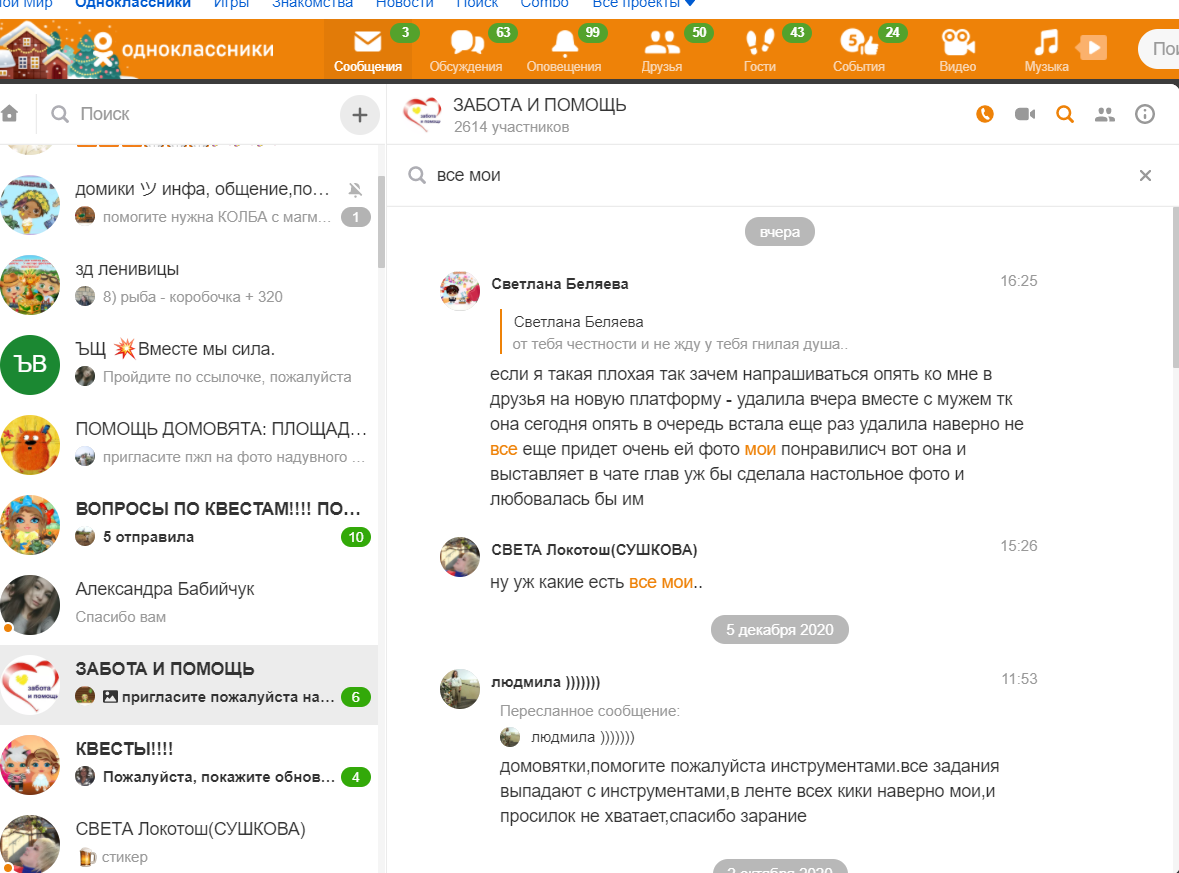 Мой Мир Одноклассники Игры Знакомства Новости Поиск Combo Все проекты
одноклассники
3 63 99 50 43 24
Сообщения Обсуждения Оповещения Друзья Гости События Видео Музыка
Пои
Поиск
домики ツ инфа, общение,по…
помогите нужна КОЛБА с магм…
1
зд ленивицы
8) рыба - коробочка + 320
ЪВ
ЪЩ 💥Вместе мы сила.
Пройдите по ссылочке, пожалуйста
ПОМОЩЬ ДОМОВЯТА: ПЛОЩАД…
пригласите пжл на фото надувного …
ВОПРОСЫ ПО КВЕСТАМ!!!! ПО…
5 отправила
10
Александра Бабийчук
Спасибо вам
забота
и помощь
ЗАБОТА И ПОМОЩЬ
пригласите пожалуйста на…
6
КВЕСТЫ!!!!
Пожалуйста, покажите обнов…
4
СВЕТА Локотош(СУШКОВА)
стикер
забота
и помощь
ЗАБОТА И ПОМОЩЬ
2614 участников
все мои
вчера
Светлана Беляева
16:25
Светлана Беляева
от тебя честности и не жду у тебя гнилая душа..
если я такая плохая так зачем напрашиваться опять ко мне в
друзья на новую платформу - удалила вчера вместе с мужем тк
она сегодня опять в очередь встала еще раз удалила наверно не
все еще придет очень ей фото мои понравилисч вот она и
выставляет в чате глав уж бы сделала настольное фото и
любовалась бы им
СВЕТА Локотош(СУШКОВА)
15:26
ну уж какие есть все мои..
5 декабря 2020
людмила )))))))
11:53
Пересланное сообщение:
людмила )))))))
домовятки,помогите пожалуйста инструментами.все задания
выпадают с инструментами,в ленте всех кики наверно мои,и
просилок не хватает,спасибо зарание
2 октября 2020